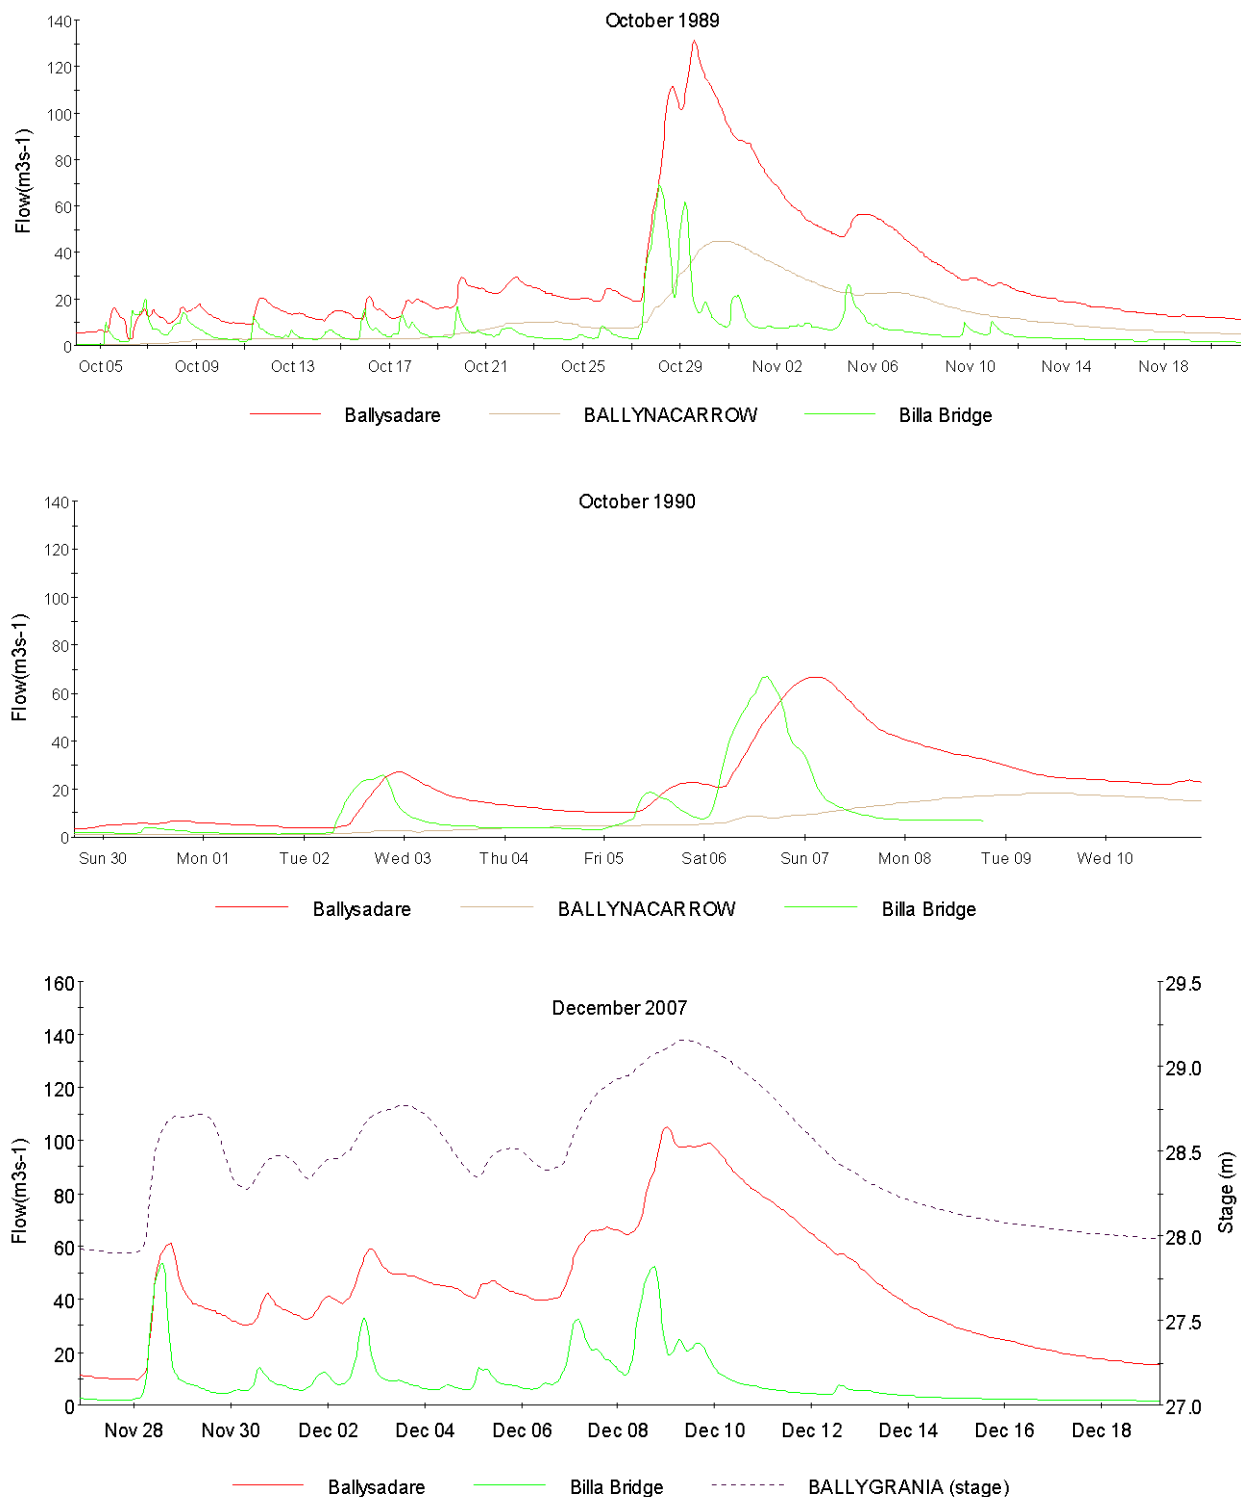 October 1989
140
120
100
80
60
40
20
0
Flow(m3s-1)
Oct 05 Oct 09 Oct 13 Oct 17 Oct 21 Oct 25 Oct 29 Nov 02 Nov 06 Nov 10 Nov 14 Nov 18
Ballysadare BALLYNACARROW Billa Bridge
October 1990
140
120
100
80
60
40
20
0
Flow(m3s-1)
Sun 30 Mon 01 Tue 02 Wed 03 Thu 04 Fri 05 Sat 06 Sun 07 Mon 08 Tue 09 Wed 10
Ballysadare BALLYNACARROW Billa Bridge
December 2007
160
140
120
100
80
60
40
20
0
Flow(m3s-1)
29.5
29.0
28.5
28.0
27.5
27.0
Stage (m)
Nov 28 Nov 30 Dec 02 Dec 04 Dec 06 Dec 08 Dec 10 Dec 12 Dec 14 Dec 16 Dec 18
Ballysadare Billa Bridge BALLYGRANIA (stage)